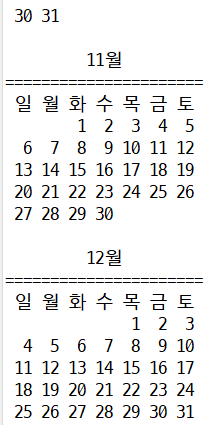 30 31
11월
======================
일 월 화 수 목 금 토
1 2 3 4 5
6 7 8 9 10 11 12
13 14 15 16 17 18 19
20 21 22 23 24 25 26
27 28 29 30
12월
======================
일 월 화 수 목 금 토
1 2 3
4 5 6 7 8 9 10
11 12 13 14 15 16 17
18 19 20 21 22 23 24
25 26 27 28 29 30 31